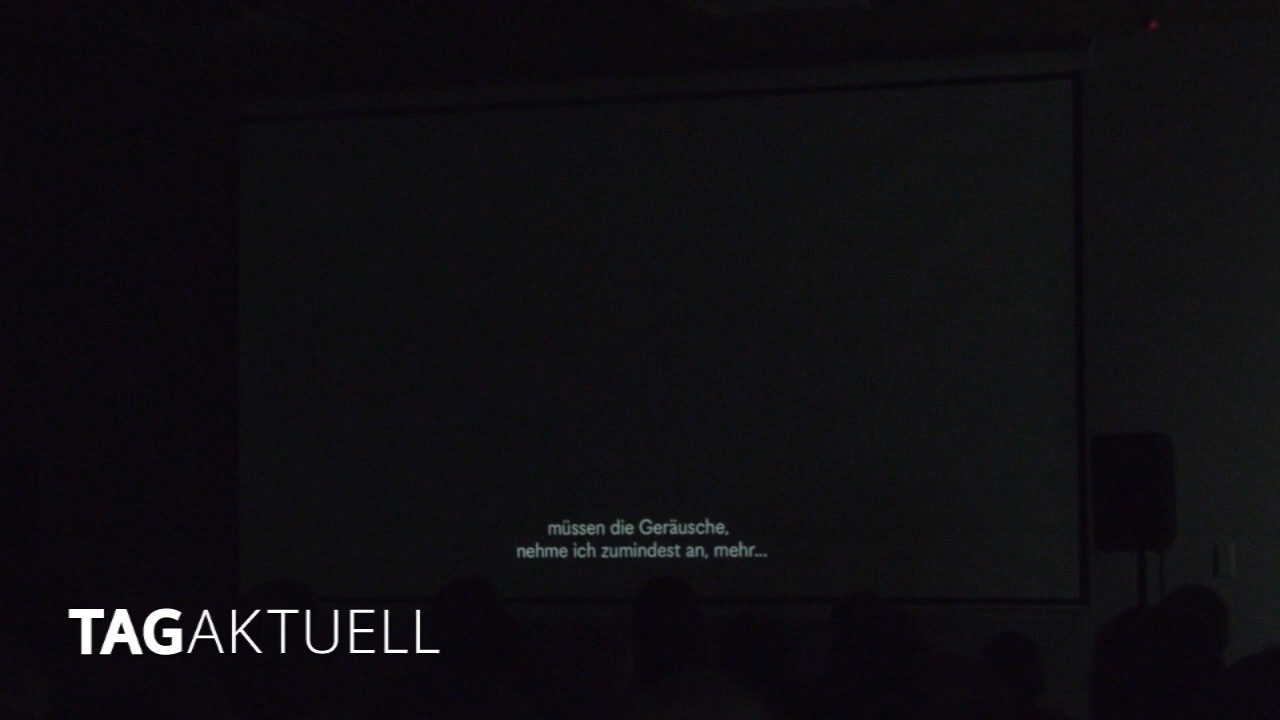 müssen die Geräusche,
nehme ich zumindest an, mehr...
TAGAKTUELL